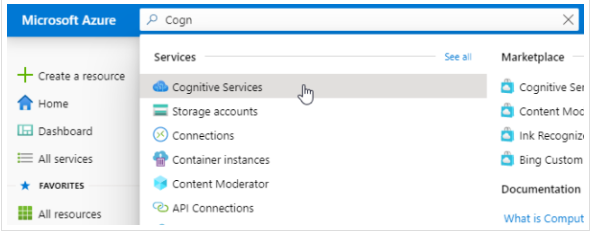 Microsoft Azure
Cogn
Create a resource
Home
Dashboard
All services
FAVORITES
All resources
Services
See all
Cognitive Services
Storage accounts
Connections
Container instances
Content Moderator
API Connections
Marketplace
Cognitive Ser
Content Moc
Ink Recogniz
Bing Custom
Documentation
What is Comput